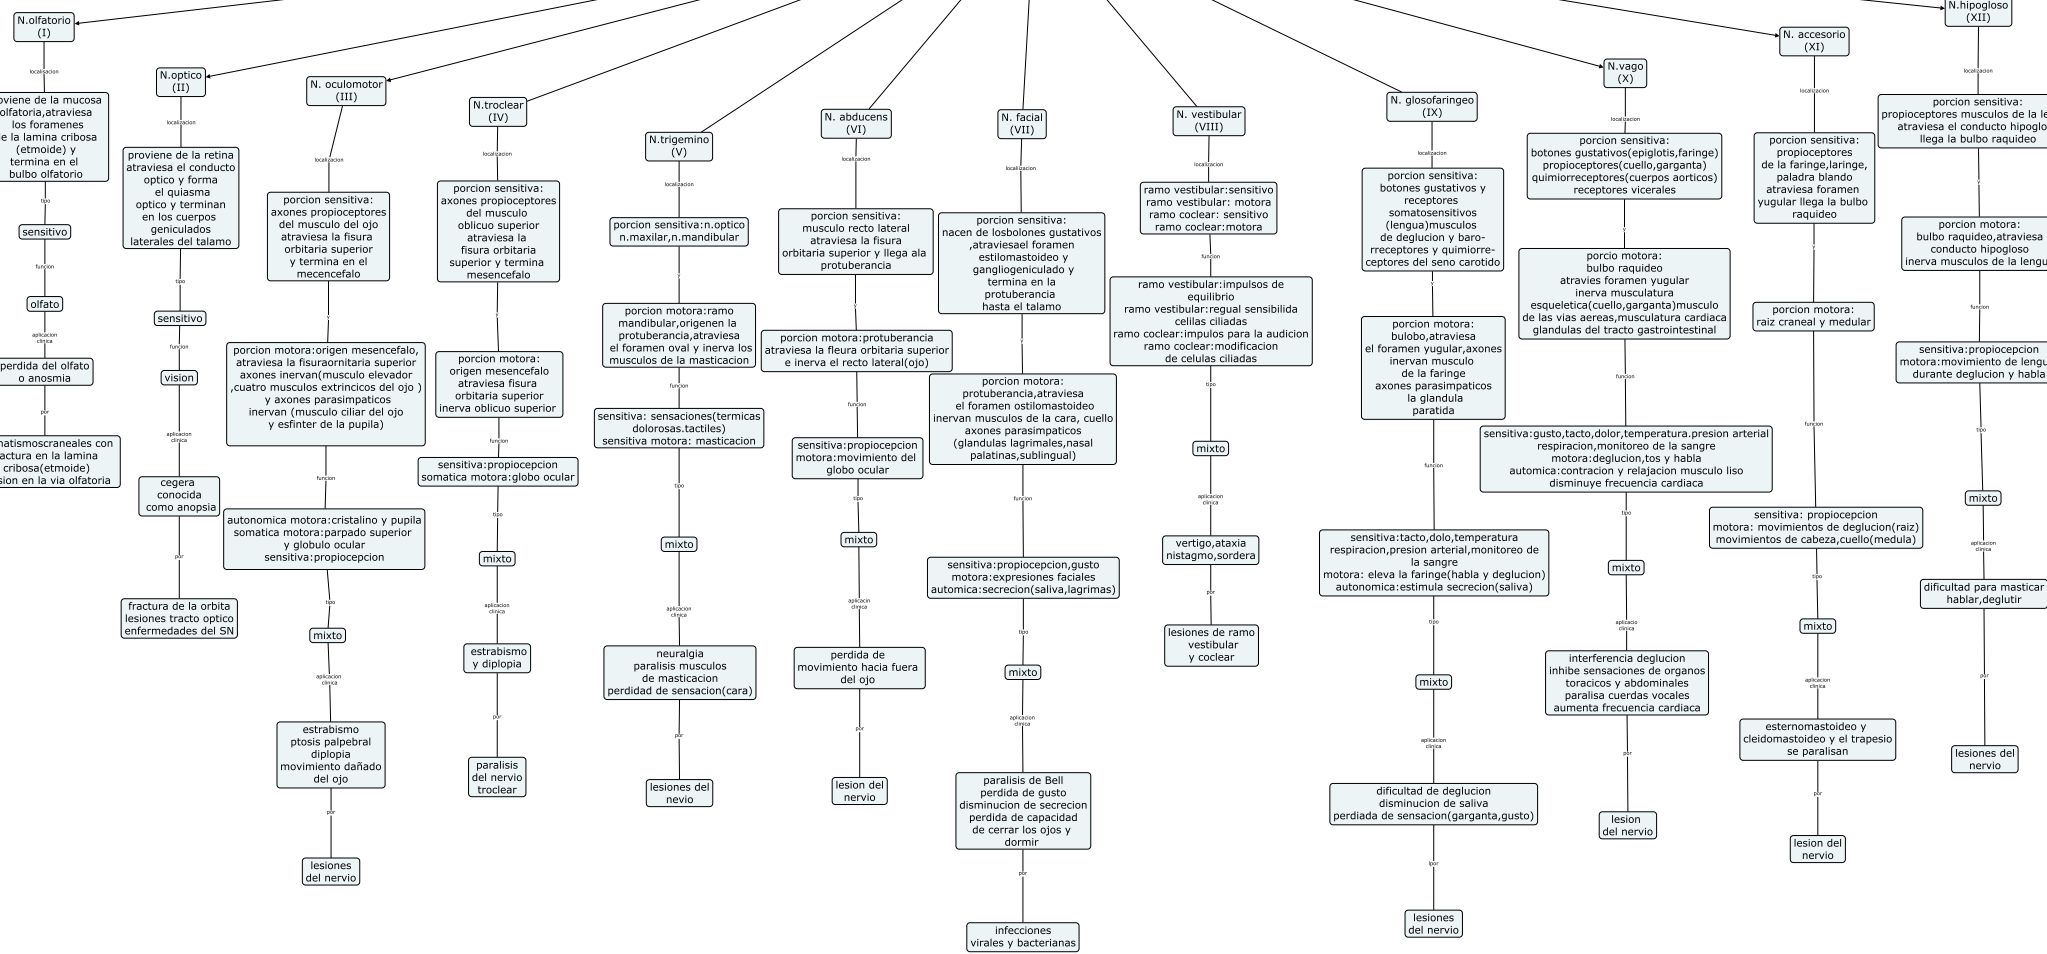 N.olfatorio
(I)
localizacion
oviene de la mucosa
olfatoria,atraviesa
los foramenes
de la lamina cribosa
(etmoide) y
termina en el
bulbo olfatorio
tipo
sensitivo
funcion
olfato
aplicacion
clinica
perdida del olfato
o anosmia
por
matismoscraneales con
actura en la lamina
cribosa(etmoide)
sion en la via olfatoria
N.optico
(II)
localizacion
proviene de la retina
atraviesa el conducto
optico y forma
el quiasma
optico y terminan
en los cuerpos
geniculados
laterales del talamo
tipo
sensitivo
funcion
vision
aplicacion
clinica
cegera
conocida
como anopsia
por
fractura de la orbita
lesiones tracto optico
enfermedades del SN
N. oculomotor
(III)
localizacion
porcion sensitiva:
axones propioceptores
del musculo del ojo
atraviesa la fisura
orbitaria superior
y termina en el
mecencefalo
y
porcion motora:origen mesencefalo,
atraviesa la fisuraornitaria superior
axones inervan(musculo elevador
,cuatro musculos extrincicos del ojo )
y axones parasimpaticos
inervan (musculo ciliar del ojo
y esfinter de la pupila)
funcion
autonomica motora:cristalino y pupila
somatica motora:parpado superior
y globulo ocular
sensitiva:propiocepcion
tipo
mixto
aplicacion
clinica
estrabismo
ptosis palpebral
diplopia
movimiento dañado
del ojo
por
lesiones
del nervio
N.troclear
(IV)
localizacion
porcion sensitiva:
axones propioceptores
del musculo
oblicuo superior
atraviesa la
fisura orbitaria
superior y termina
mesencefalo
y
porcion motora:
origen mesencefalo
atraviesa fisura
orbitaria superior
inerva oblicuo superior
funcion
sensitiva:propiocepcion
somatica motora:globo ocular
tipo
mixto
aplicacion
clinica
estrabismo
y diplopia
por
paralisis
del nervio
troclear
N.trigemino
(V)
localizacion
porcion sensitiva:n.optico
n.maxilar,n.mandibular
y
porcion motora:ramo
mandibular,origenen la
protuberancia,atraviesa
el foramen oval y inerva los
musculos de la masticacion
funcion
sensitiva: sensaciones(termicas
dolorosas.tactiles)
sensitiva motora: masticacion
tipo
mixto
aplicacion
clinica
neuralgia
paralisis musculos
de masticacion
perdidad de sensacion(cara)
por
lesiones del
nevio
N. abducens
(VI)
localizacion
porcion sensitiva:
musculo recto lateral
atraviesa la fisura
orbitaria superior y llega ala
protuberancia
y
porcion motora:protuberancia
atraviesa la fleura orbitaria superior
e inerva el recto lateral(ojo)
funcion
sensitiva:propiocepcion
motora:movimiento del
globo ocular
tipo
mixto
aplicacin
clinica
perdida de
movimiento hacia fuera
del ojo
por
lesion del
nervio
N. facial
(VII)
localizacion
porcion sensitiva:
nacen de losbolones gustativos
,atraviesael foramen
estilomastoideo y
gangliogeniculado y
termina en la
protuberancia
hasta el talamo
y
porcion motora:
protuberancia,atraviesa
el foramen ostilomastoideo
inervan musculos de la cara, cuello
axones parasimpaticos
(glandulas lagrimales,nasal
palatinas,sublingual)
funcion
sensitiva:propiocepcion,gusto
motora:expresiones faciales
automica:secrecion(saliva,lagrimas)
tipo
mixto
aplicacion
clinica
paralisis de Bell
perdida de gusto
disminucion de secrecion
perdida de capacidad
de cerrar los ojos y
dormir
por
infecciones
virales y bacterianas
N. vestibular
(VIII)
localizacion
ramo vestibular:sensitivo
ramo vestibular: motora
ramo coclear: sensitivo
ramo coclear:motora
funcion
ramo vestibular:impulsos de
equilibrio
ramo vestibular:regual sensibilida
celilas ciliadas
ramo coclear:impulos para la audicion
ramo coclear:modificacion
de celulas ciliadas
tipo
mixto
aplicacion
clinica
vertigo,ataxia
nistagmo,sordera
por
lesiones de ramo
vestibular
y coclear
N. glosofaringeo
(IX)
localizacion
porcion sensitiva:
botones gustativos y
receptores
somatosensitivos
(lengua)musculos
de deglucion y baro-
rreceptores y quimiorre-
ceptores del seno carotido
y
porcion motora:
bulobo,atraviesa
el foramen yugular,axones
inervan musculo
de la faringe
axones parasimpaticos
la glandula
paratida
funcion
sensitiva:tacto,dolo,temperatura
respiracion,presion arterial,monitoreo de
la sangre
motora: eleva la faringe(habla y deglucion)
autonomica:estimula secrecion(saliva)
tipo
mixto
aplicacion
clinica
dificultad de deglucion
disminucion de saliva
perdiada de sensacion(garganta,gusto)
lpor
lesiones
del nervio
N.vago
(X)
localizacion
porcion sensitiva:
botones gustativos(epiglotis,faringe)
propioceptores(cuello,garganta)
quimiorreceptores(cuerpos aorticos)
receptores vicerales
y
porcio motora:
bulbo raquideo
atravies foramen yugular
inerva musculatura
esqueletica(cuello,garganta)musculo
de las vias aereas,musculatura cardiaca
glandulas del tracto gastrointestinal
funcion
sensitiva:gusto,tacto,dolor,temperatura.presion arterial
respiracion,monitoreo de la sangre
motora:deglucion,tos y habla
automica:contracion y relajacion musculo liso
disminuye frecuencia cardiaca
tipo
mixto
aplicacio
clinica
interferencia deglucion
inhibe sensaciones de organos
toracicos y abdominales
paralisa cuerdas vocales
aumenta frecuencia cardiaca
por
lesion
del nervio
N. accesorio
(XI)
localizacion
porcion sensitiva:
propioceptores
de la faringe,laringe,
paladra blando
atraviesa foramen
yugular llega la bulbo
raquideo
y
porcion motora:
raiz craneal y medular
funcion
sensitiva: propiocepcion
motora: movimientos de deglucion(raiz)
movimientos de cabeza,cuello(medula)
tipo
mixto
aplicacion
clinica
esternomastoideo y
cleidomastoideo y el trapesio
se paralisan
por
lesion del
nervio
N.hipogloso
(XII)
localizacion
porcion sensitiva:
propioceptores musculos de la le
atraviesa el conducto hipoglo
llega la bulbo raquideo
y
porcion motora:
bulbo raquideo,atraviesa
conducto hipogloso
inerva musculos de la lengu
funcion
sensitiva:propiocepcion
motora:movimiento de lengu
durante deglucion y habla
tipo
mixto
aplicacion
clinica
dificultad para masticar
hablar,deglutir
por
lesiones del
nervio